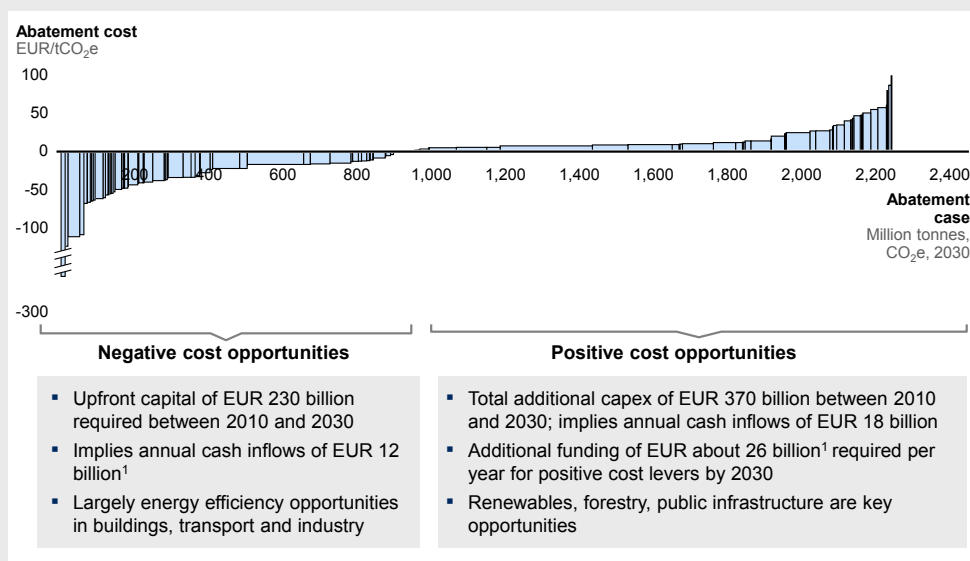 Abatement cost
EUR/tCO₂e
100
50
0
200 400 600 800 1,000 1,200 1,400 1,600 1,800 2,000 2,200 2,400
-50
Abatement
case
-100
Million tonnes,
CO₂e, 2030
-300
Negative cost opportunities
▪ Upfront capital of EUR 230 billion
required between 2010 and 2030
▪ Implies annual cash inflows of EUR 12
billion¹
▪ Largely energy efficiency opportunities
in buildings, transport and industry
Positive cost opportunities
▪ Total additional capex of EUR 370 billion between 2010
and 2030; implies annual cash inflows of EUR 18 billion
▪ Additional funding of EUR about 26 billion¹ required per
year for positive cost levers by 2030
▪ Renewables, forestry, public infrastructure are key
opportunities